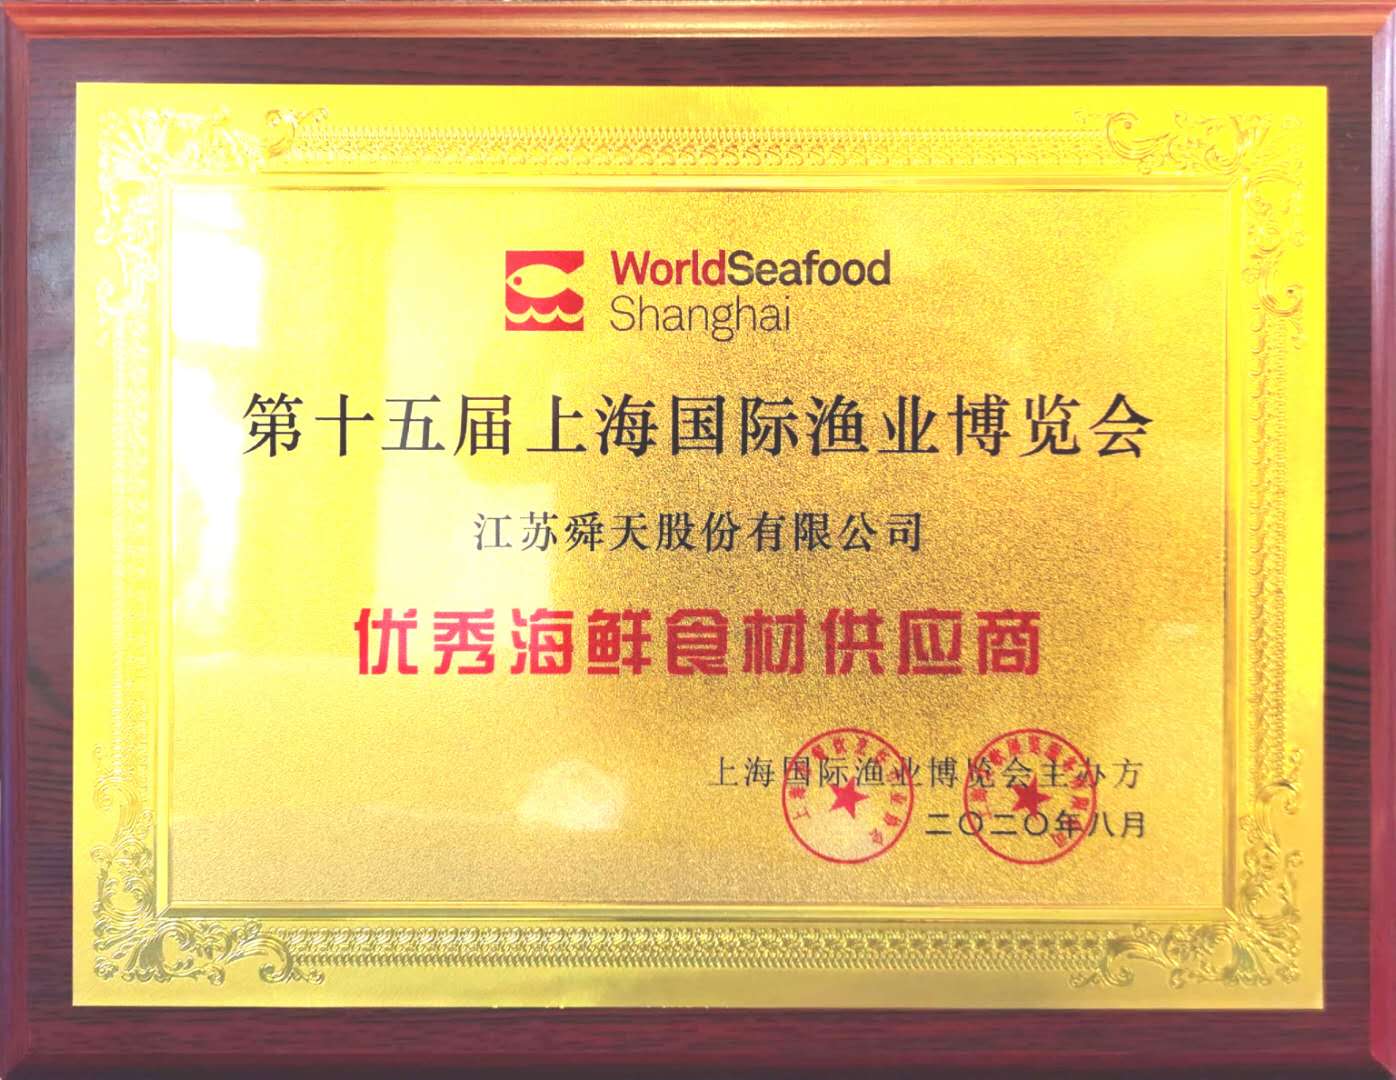 WorldSeafood
Shanghai
第十五届上海国际渔业博览会
江苏舜天股份有限公司
优秀海鲜食材供应商
上海国际渔业博览会主办方
二〇二〇年八月